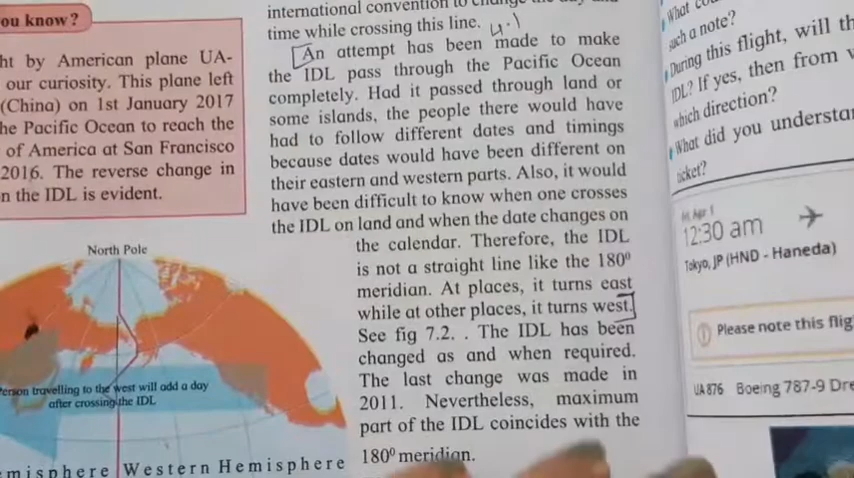 ou know?
ht by American plane UA-
our curiosity. This plane left
(China) on 1st January 2017
he Pacific Ocean to reach the
of America at San Francisco
2016. The reverse change in
n the IDL is evident.
North Pole
erson travelling to the west will add a day
after crossing the IDL
misphere Western Hemisphere
international convention to change the day and
time while crossing this line.
An attempt has been made to make
the IDL pass through the Pacific Ocean
completely. Had it passed through land or
some islands, the people there would have
had to follow different dates and timings
because dates would have been different on
their eastern and western parts. Also, it would
have been difficult to know when one crosses
the IDL on land and when the date changes on
the calendar. Therefore, the IDL
is not a straight line like the 180⁰
meridian. At places, it turns east
while at other places, it turns west.
See fig 7.2. . The IDL has been
changed as and when required.
The last change was made in
2011. Nevertheless, maximum
part of the IDL coincides with the
180⁰ meridian.
What
such a note?
During this flight, will th
IDL? If yes, then from
which direction?
What did you understa
ticket?
12:30 am
Tokyo, JP (HND - Haneda)
Please note this flig
UA 876 Boeing 787-9 Dre